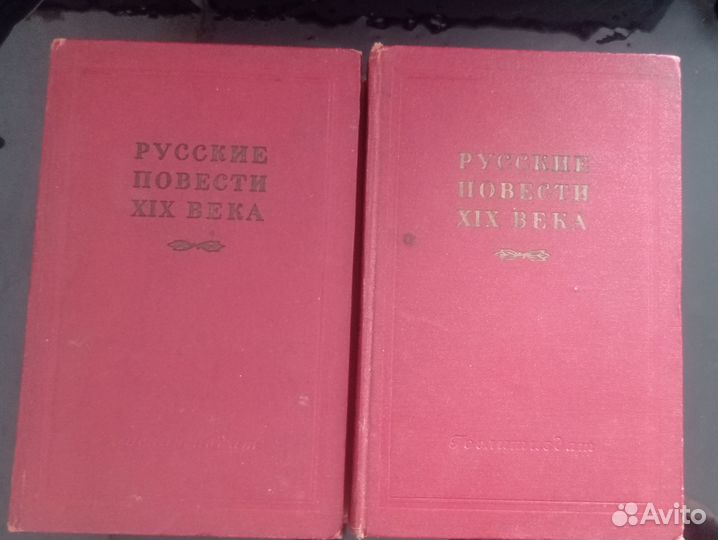 РУССКИЕ
ПОВЕСТИ
XIX ВЕКА
РУССКИЕ
ПОВЕСТИ
XIX ВЕКА
Гослитиздат
Avito